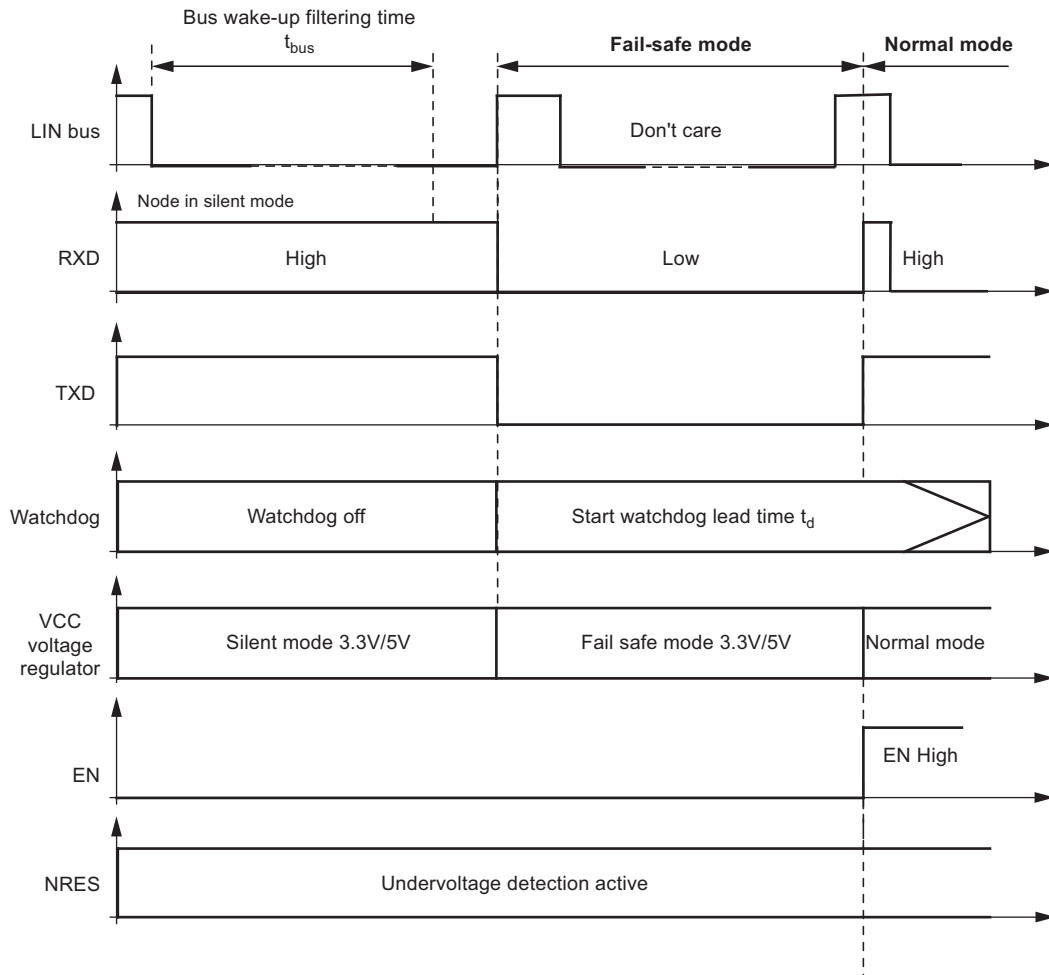 Bus wake-up filtering time
tbus
Fail-safe mode
Normal mode
LIN bus
Don't care
Node in silent mode
RXD
High
Low
High
TXD
Watchdog
Watchdog off
Start watchdog lead time td
VCC
voltage
regulator
Silent mode 3.3V/5V
Fail safe mode 3.3V/5V
Normal mode
EN
EN High
NRES
Undervoltage detection active